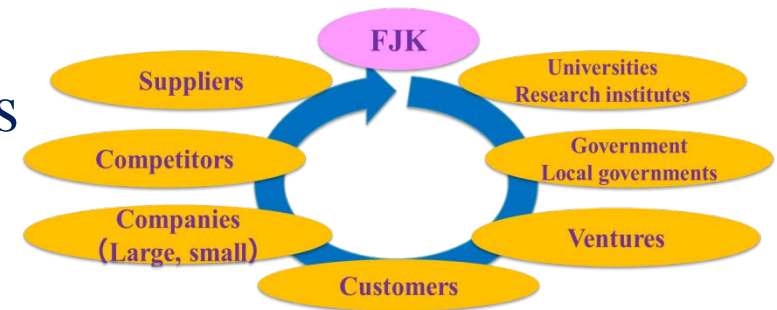 FJK
Suppliers
Universities
Research institutes
S
Competitors
Government
Local governments
Companies
（Large, small）
Ventures
Customers